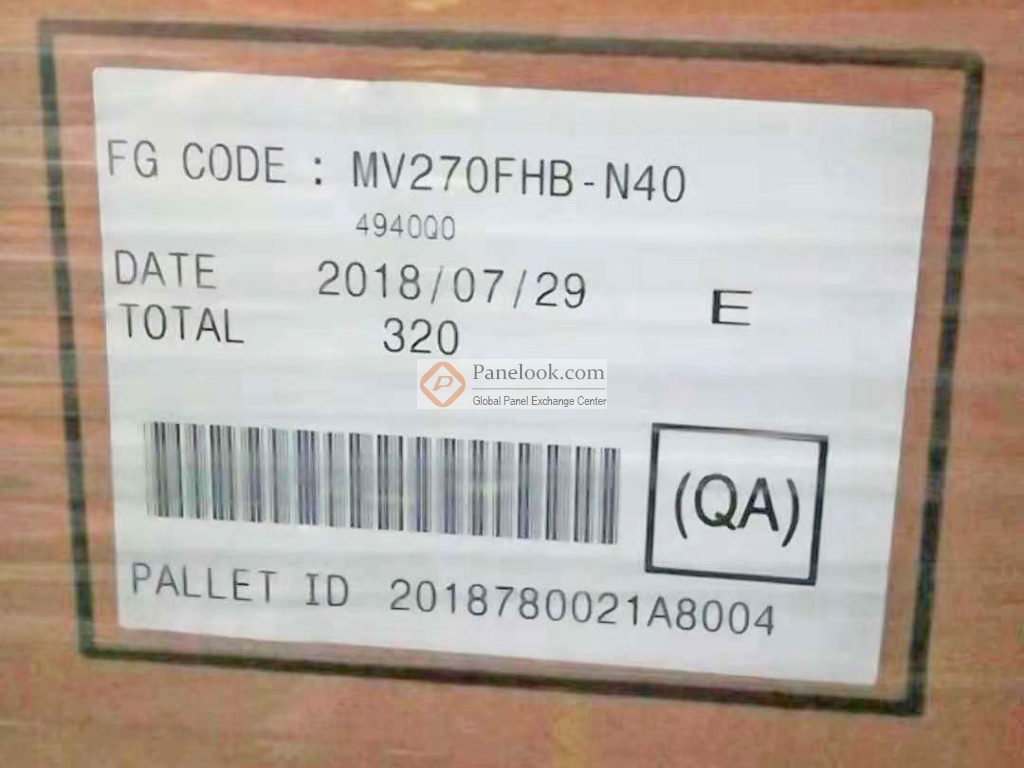 FG CODE : MV270FHB-N40
4940Q0
DATE 2018/07/29 E
TOTAL 320
Panelook.com
Global Panel Exchange Center
(QA)
PALLET ID 2018780021A8004